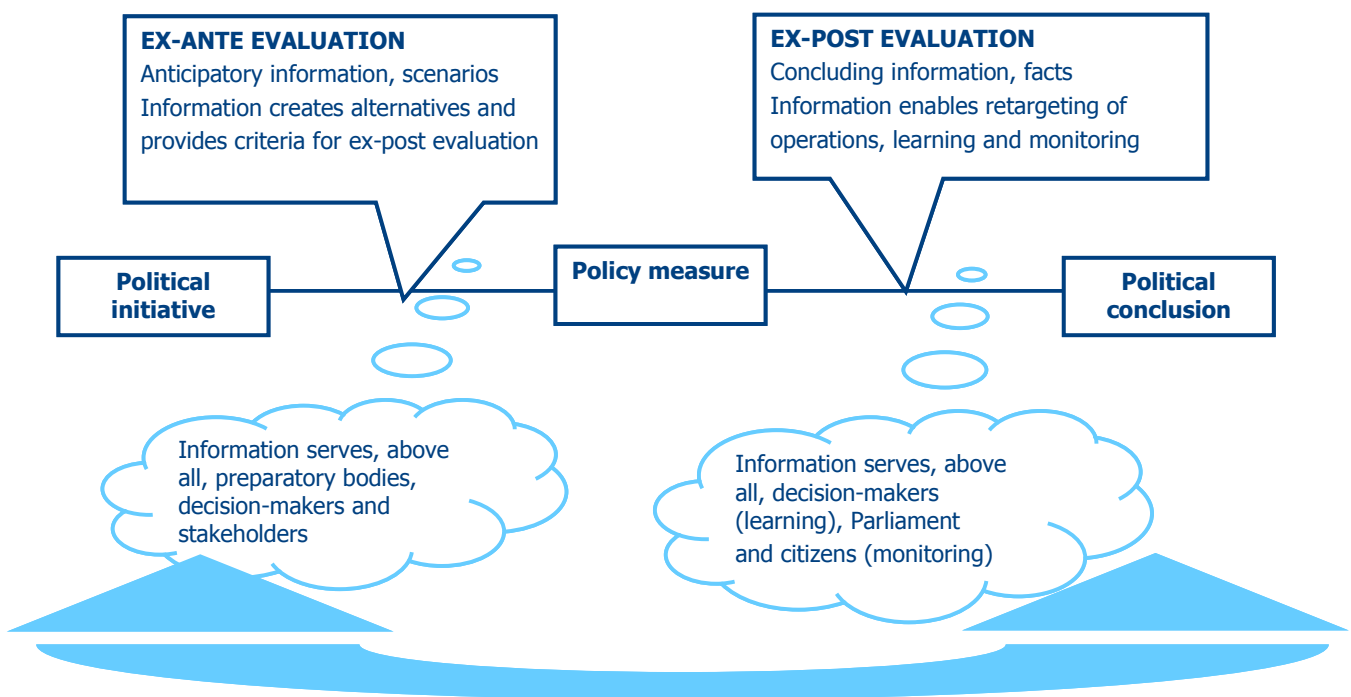 EX-ANTE EVALUATION
Anticipatory information, scenarios
Information creates alternatives and
provides criteria for ex-post evaluation
EX-POST EVALUATION
Concluding information, facts
Information enables retargeting of
operations, learning and monitoring
Political
initiative
Policy measure
Political
conclusion
Information serves, above
all, preparatory bodies,
decision-makers and
stakeholders
Information serves, above
all, decision-makers
(learning), Parliament
and citizens (monitoring)